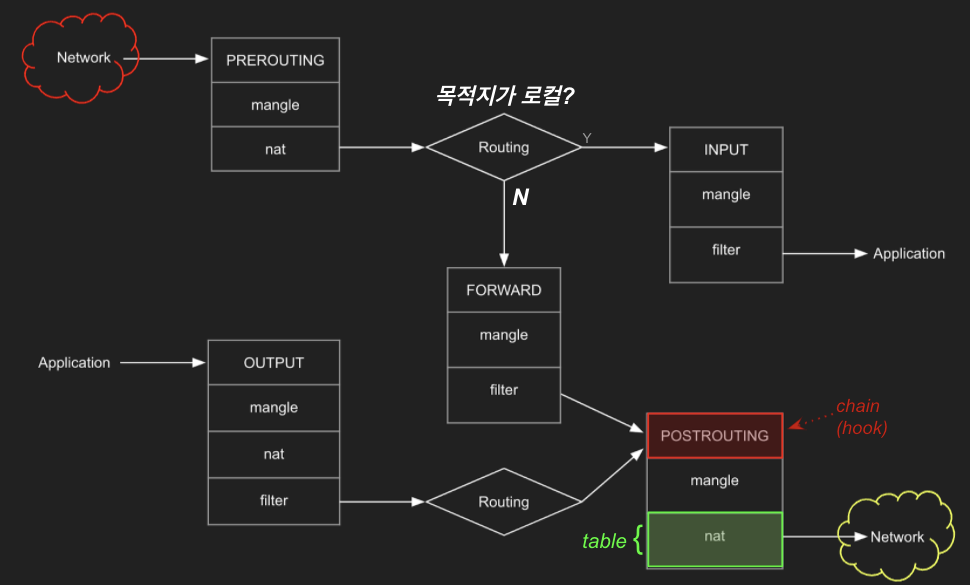 Network
PREROUTING
mangle
nat
목적지가 로컬?
Routing
Y
N
INPUT
mangle
filter
Application
FORWARD
mangle
filter
Application
OUTPUT
mangle
nat
filter
Routing
chain
(hook)
POSTROUTING
mangle
table {
nat
Network